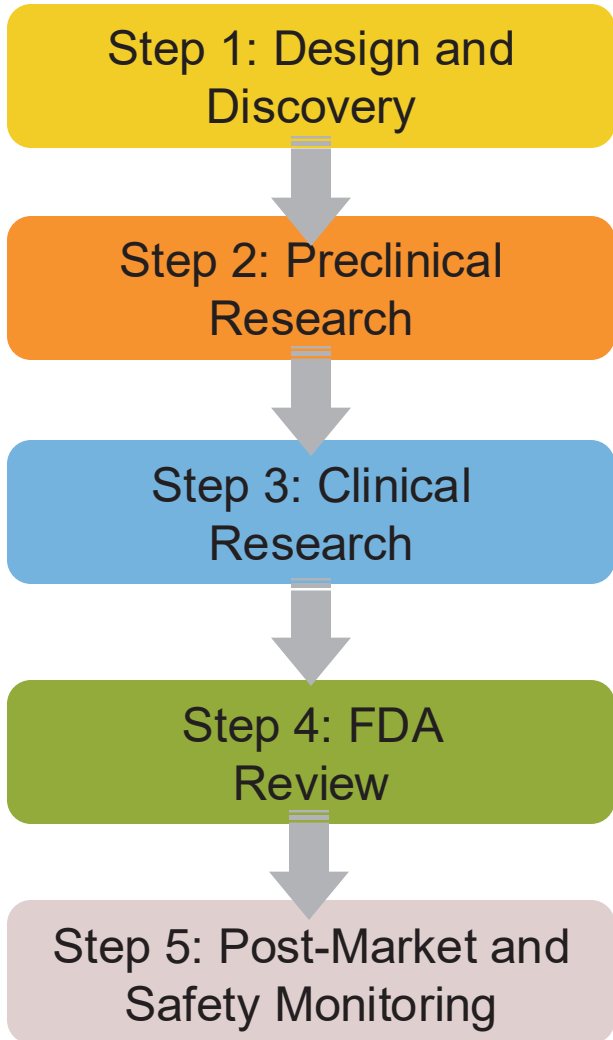 Step 1: Design and
Discovery
Step 2: Preclinical
Research
Step 3: Clinical
Research
Step 4: FDA
Review
Step 5: Post-Market and
Safety Monitoring